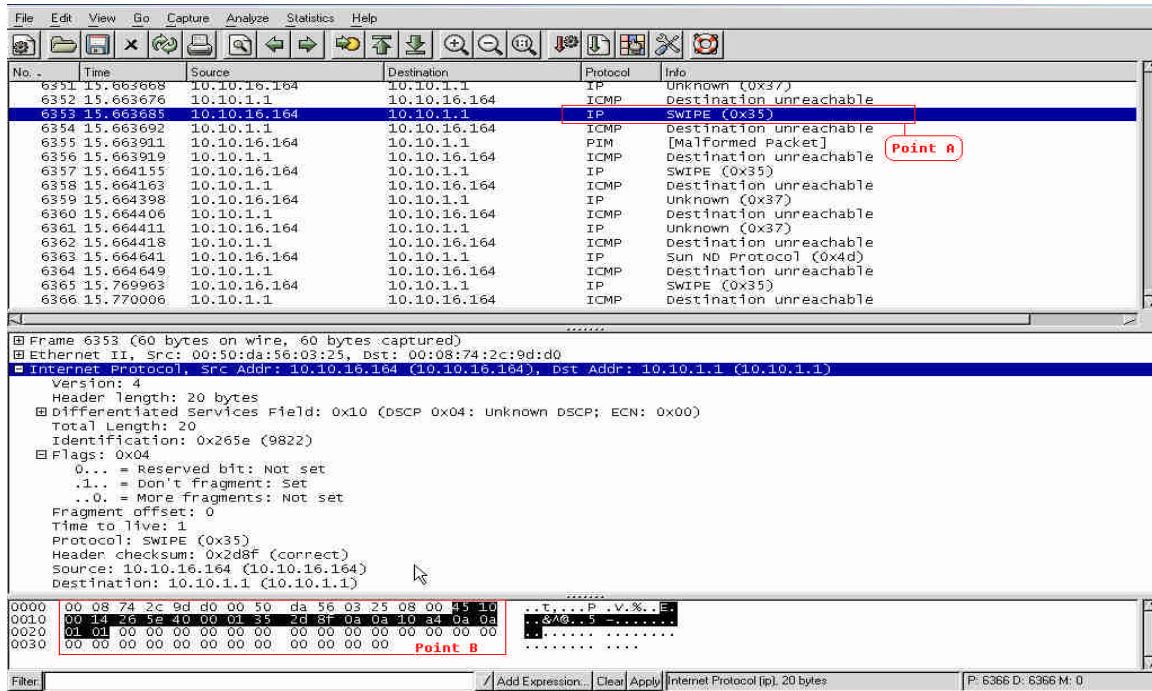 File Edit View Go Capture Analyze Statistics Help
No. . Time Source Destination Protocol Info
6351 15.663668 10.10.16.164 10.10.1.1 IP Unknown (0x37)
6352 15.663676 10.10.1.1 10.10.16.164 ICMP Destination unreachable
6353 15.663685 10.10.16.164 10.10.1.1 IP SWIPE (0x35)
6354 15.663692 10.10.1.1 10.10.16.164 ICMP Destination unreachable
6355 15.663911 10.10.16.164 10.10.1.1 PIM [Malformed Packet]
Point A
6356 15.663919 10.10.1.1 10.10.16.164 ICMP Destination unreachable
6357 15.664155 10.10.16.164 10.10.1.1 IP SWIPE (0x35)
6358 15.664163 10.10.1.1 10.10.16.164 ICMP Destination unreachable
6359 15.664398 10.10.16.164 10.10.1.1 IP Unknown (0x37)
6360 15.664406 10.10.1.1 10.10.16.164 ICMP Destination unreachable
6361 15.664411 10.10.16.164 10.10.1.1 IP Unknown (0x37)
6362 15.664418 10.10.1.1 10.10.16.164 ICMP Destination unreachable
6363 15.664641 10.10.16.164 10.10.1.1 IP Sun ND Protocol (0x4d)
6364 15.664649 10.10.1.1 10.10.16.164 ICMP Destination unreachable
6365 15.769963 10.10.16.164 10.10.1.1 IP SWIPE (0x35)
6366 15.770006 10.10.1.1 10.10.16.164 ICMP Destination unreachable
Frame 6353 (60 bytes on wire, 60 bytes captured)
Ethernet II, Src: 00:50:da:56:03:25, Dst: 00:08:74:2c:9d:d0
Internet Protocol, Src Addr: 10.10.16.164 (10.10.16.164), Dst Addr: 10.10.1.1 (10.10.1.1)
Version: 4
Header length: 20 bytes
Differentiated Services Field: 0x10 (DSCP 0x04: Unknown DSCP; ECN: 0x00)
Total Length: 20
Identification: 0x265e (9822)
Flags: 0x04
0... = Reserved bit: Not set
.1.. = Don't fragment: Set
..0. = More fragments: Not set
Fragment offset: 0
Time to live: 1
Protocol: SWIPE (0x35)
Header checksum: 0x2d8f (correct)
Source: 10.10.16.164 (10.10.16.164)
Destination: 10.10.1.1 (10.10.1.1)
0000 00 08 74 2c 9d d0 00 50 da 56 03 25 08 00 45 10 ..t,...P .V.%..E.
0010 00 14 26 5e 40 00 01 35 2d 8f 0a 0a 10 a4 0a 0a ..&^@..5 -.......
0020 01 01 00 00 00 00 00 00 00 00 00 00 00 00 00 00 ........ ........
0030 00 00 00 00 00 00 00 00 00 00 00 00 ........ ....
Point B
Filter: Add Expression... Clear Apply Internet Protocol (ip), 20 bytes P: 6366 D: 6366 M: 0